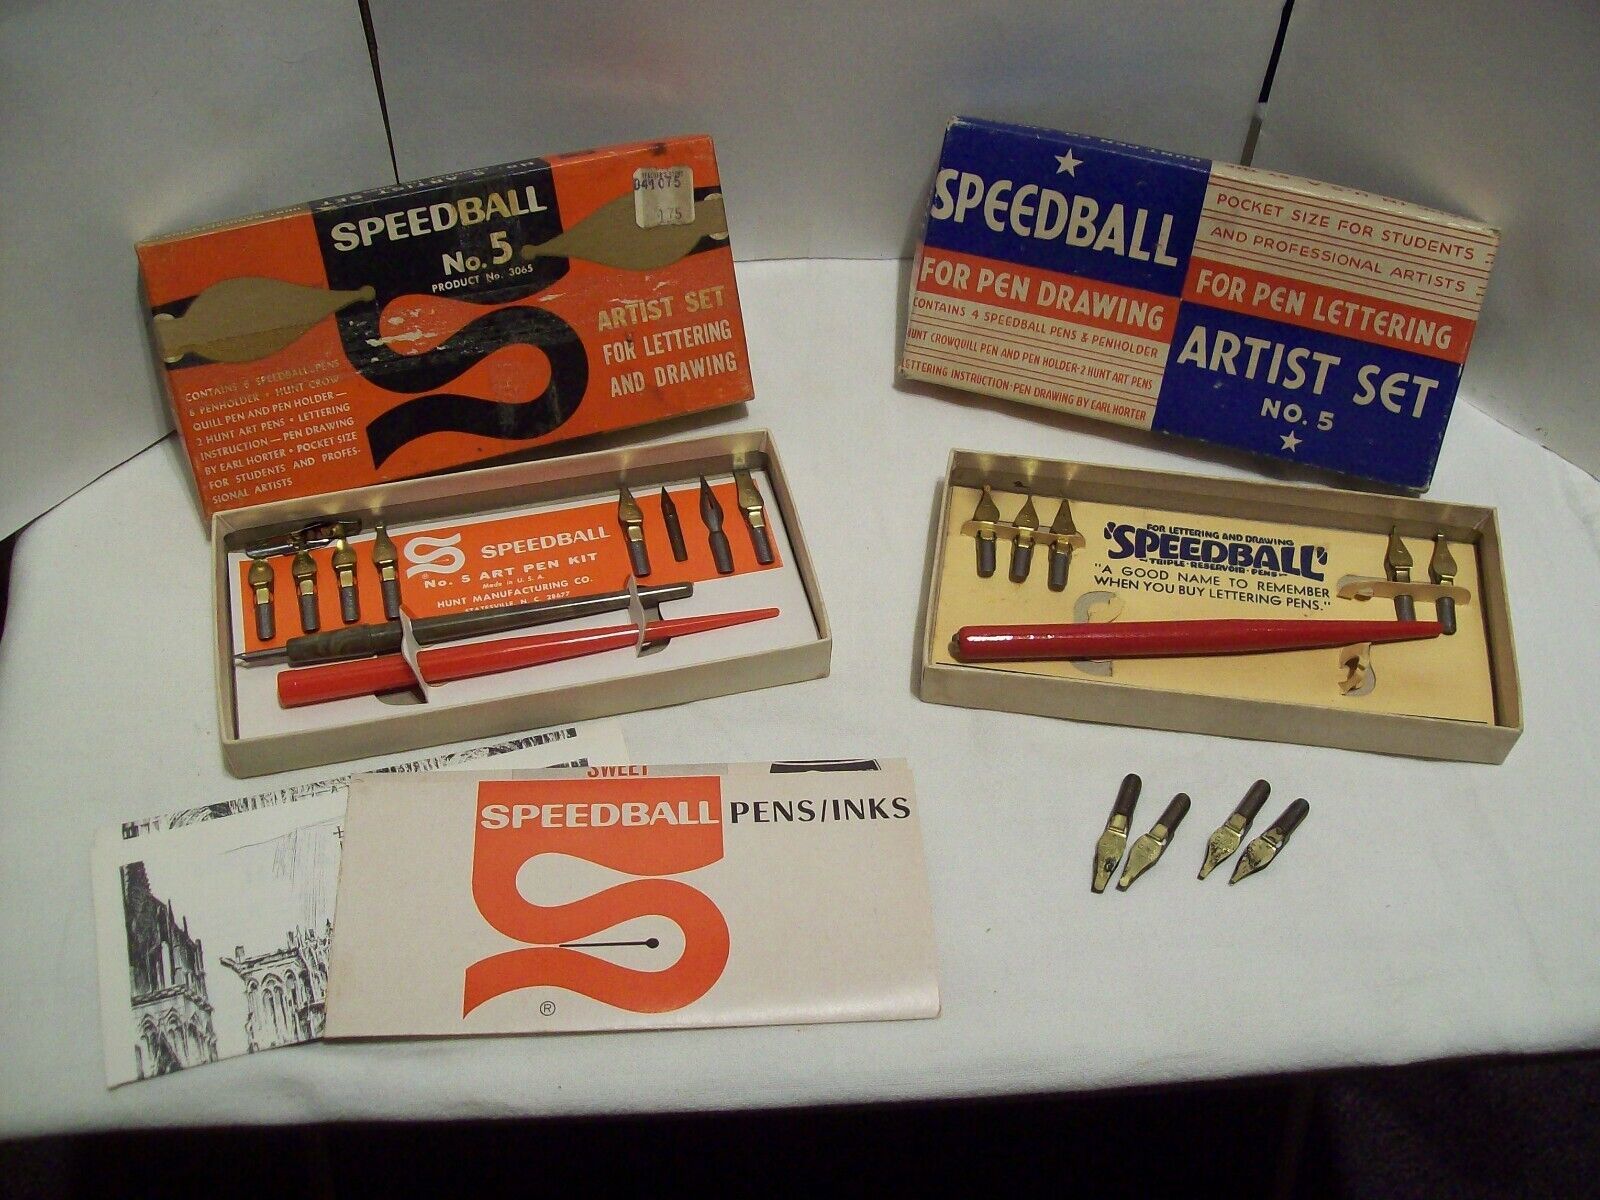 SPEEDBALL
No. 5
PRODUCT No. 3065
041075
175
ARTIST SET
FOR LETTERING
AND DRAWING
CONTAINS 6 SPEEDBALL PENS
& PENHOLDER • HUNT CROW
QUILL PEN AND PEN HOLDER—
2 HUNT ART PENS • LETTERING
INSTRUCTION—PEN DRAWING
BY EARL HORTER • POCKET SIZE
FOR STUDENTS AND PROFES-
SIONAL ARTISTS
SPEEDBALL
FOR PEN DRAWING
CONTAINS 4 SPEEDBALL PENS & PENHOLDER
HUNT CROWQUILL PEN AND PEN HOLDER-2 HUNT ART PENS
LETTERING INSTRUCTION-PEN DRAWING BY EARL HORTER
POCKET SIZE FOR STUDENTS
AND PROFESSIONAL ARTISTS
FOR PEN LETTERING
ARTIST SET
NO. 5
SPEEDBALL
®
No. 5 ART PEN KIT
Made in U. S. A.
HUNT MANUFACTURING CO.
STATESVILLE, N. C. 28677
FOR LETTERING AND DRAWING
'SPEEDBALL'
TRIPLE-RESERVOIR-PENS
"A GOOD NAME TO REMEMBER
WHEN YOU BUY LETTERING PENS."
SWEET
SPEEDBALL PENS/INKS
®